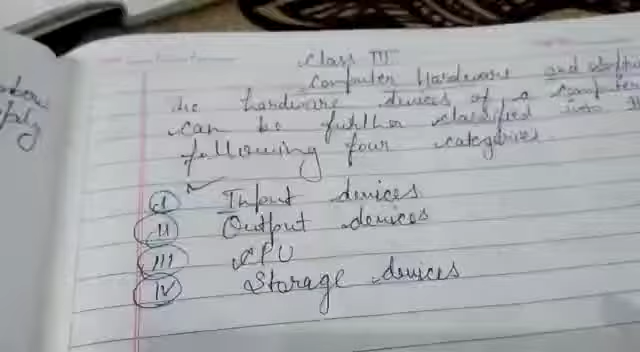 Class III
Computer Hardware and
The hardware devices of a computer
can be further classified into
following four categories
I Input devices
II Output devices
III CPU
IV Storage devices